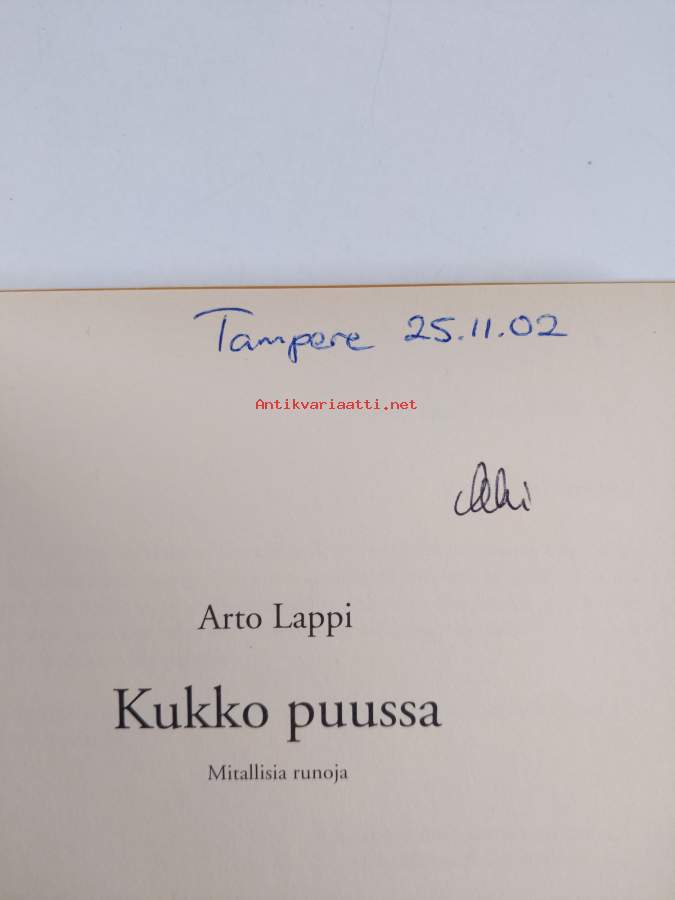 Tampere 25.11.02
Antikvariaatti.net
Arto Lappi
Kukko puussa
Mitallisia runoja